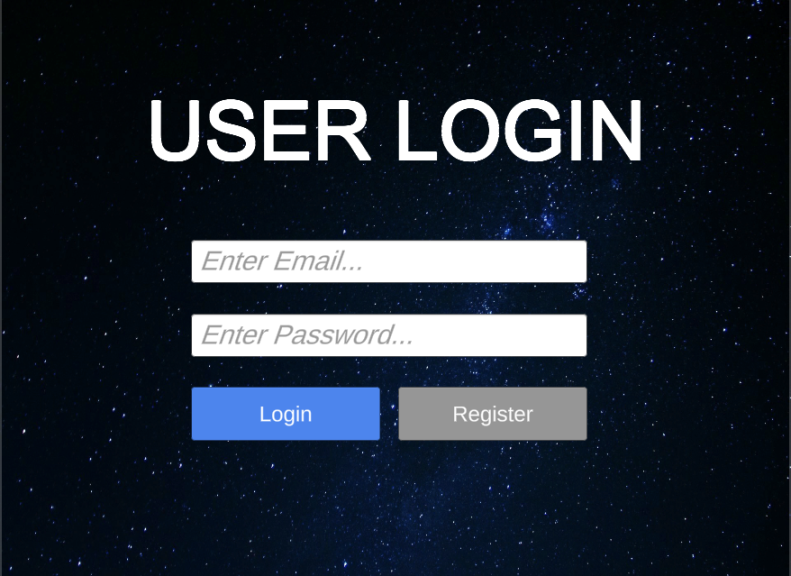 USER LOGIN
Enter Email...
Enter Password...
Login Register